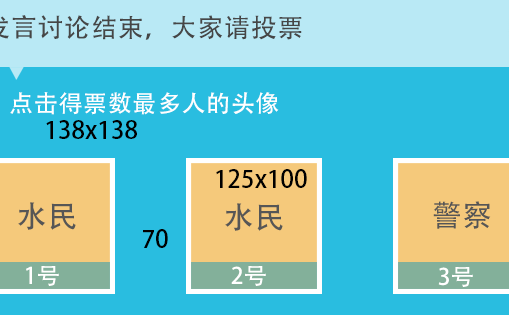 发言讨论结束，大家请投票
点击得票数最多人的头像
138x138
125x100
水民
水民
警察
70
1号
2号
3号